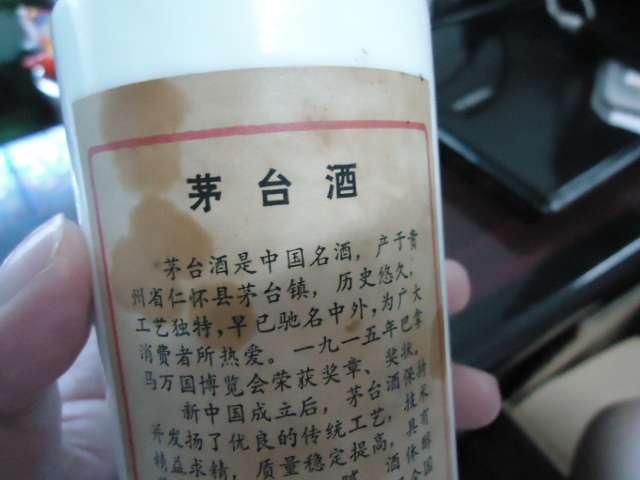 茅台酒
茅台酒是中国名酒，产于贵
州省仁怀县茅台镇，历史悠久，
工艺独特，早已驰名中外，为广大
消费者所热爱。一九一五年巴拿
马万国博览会荣获奖章、奖状。
新中国成立后，茅台酒保持
并发扬了优良的传统工艺，技术
精益求精，质量稳定提高，具有
酒体醇
全国